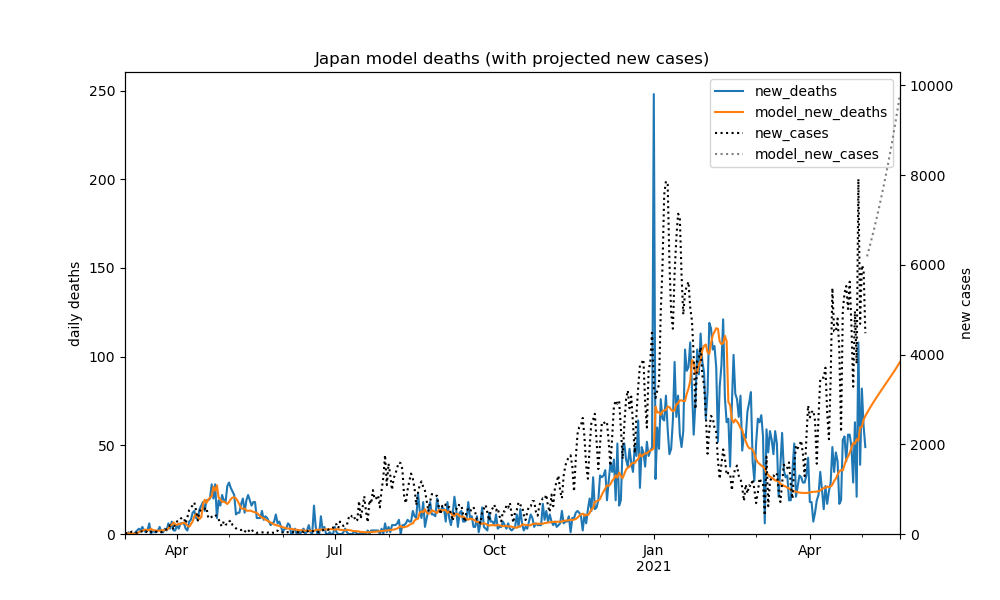 Japan model deaths (with projected new cases)
new_deaths
model_new_deaths
new_cases
model_new_cases
daily deaths
new cases
250
200
150
100
50
0
10000
8000
6000
4000
2000
0
Apr
Jul
Oct
Jan
2021
Apr